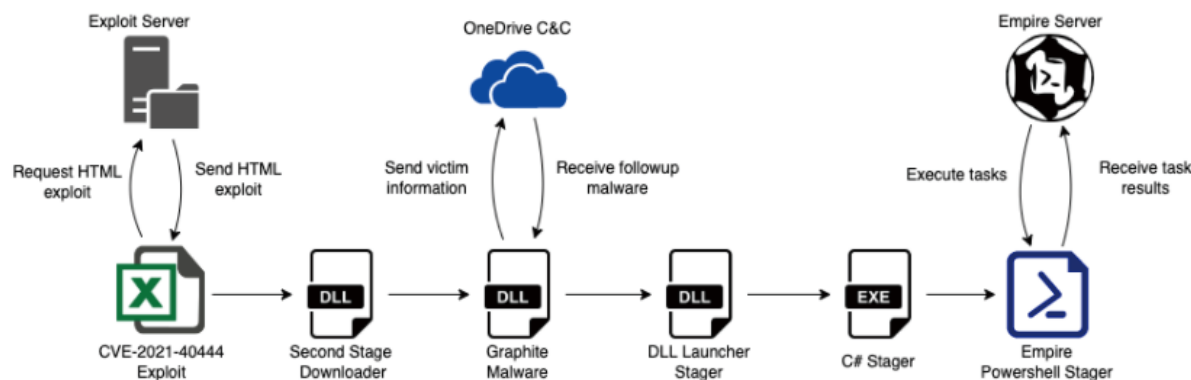 Exploit Server
OneDrive C&C
Empire Server
Request HTML
exploit
Send HTML
exploit
Send victim
information
Receive followup
malware
Execute tasks
Receive task
results
X
DLL
DLL
DLL
EXE
CVE-2021-40444
Exploit
Second Stage
Downloader
Graphite
Malware
DLL Launcher
Stager
C# Stager
Empire
Powershell Stager